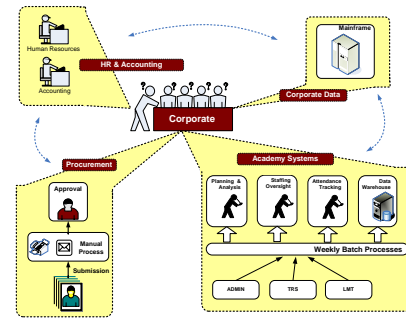 Human Resources
Accounting
HR & Accounting
Mainframe
Corporate Data
? ? ? ? ?
Corporate
Procurement
Approval
Manual
Process
Submission
Academy Systems
Planning &
Analysis
Staffing
Oversight
Attendance
Tracking
Data
Warehouse
Weekly Batch Processes
ADMIN
TRS
LMT